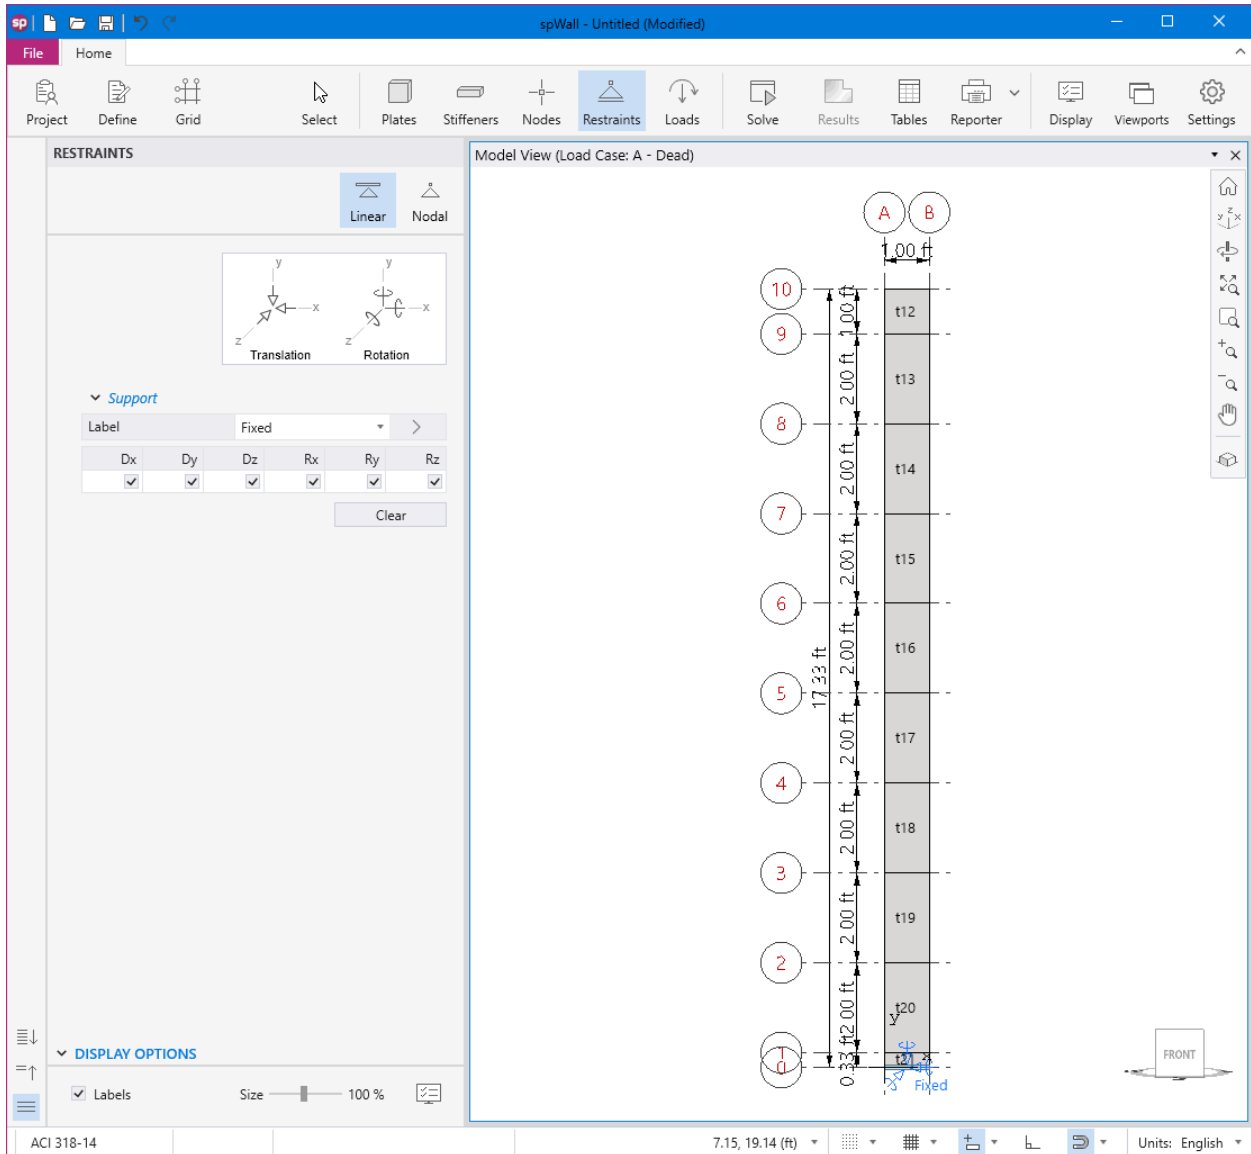 sp
spWall - Untitled (Modified)
File
Home
Project
Define
Grid
Select
Plates
Stiffeners
Nodes
Restraints
Loads
Solve
Results
Tables
Reporter
Display
Viewports
Settings
RESTRAINTS
Linear
Nodal
y
x
z
Translation
y
x
z
Rotation
Support
Label
Fixed
Dx
Dy
Dz
Rx
Ry
Rz
Clear
DISPLAY OPTIONS
Labels
Size
100 %
Model View (Load Case: A - Dead)
A
B
1.00 ft
10
1.00 ft
t12
9
2.00 ft
t13
8
2.00 ft
t14
7
2.00 ft
t15
6
2.00 ft
t16
17.33 ft
5
2.00 ft
t17
4
2.00 ft
t18
3
2.00 ft
t19
2
2.00 ft
t20
y
1
0.33 ft
t21
x
0
Fixed
y z x
FRONT
ACI 318-14
7.15, 19.14 (ft)
Units: English